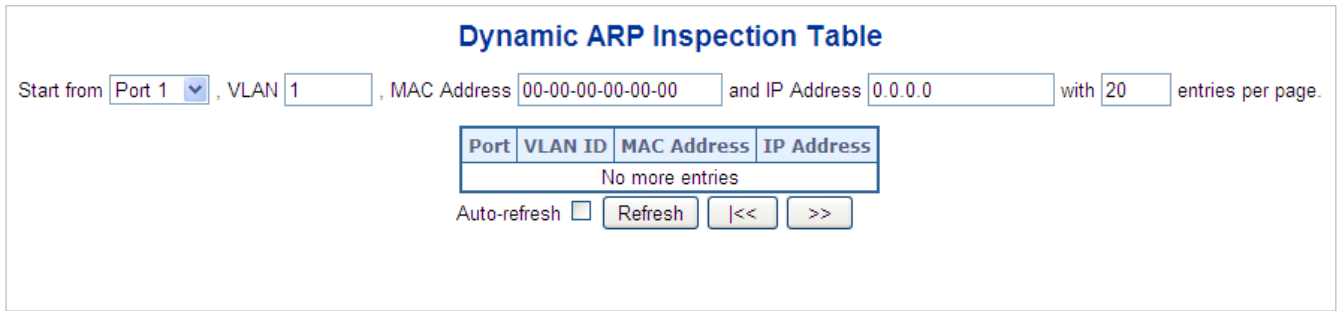 Dynamic ARP Inspection Table
Start from Port 1 , VLAN 1 , MAC Address 00-00-00-00-00-00 and IP Address 0.0.0.0 with 20 entries per page.
Port VLAN ID MAC Address IP Address
No more entries
Auto-refresh Refresh |<< >>